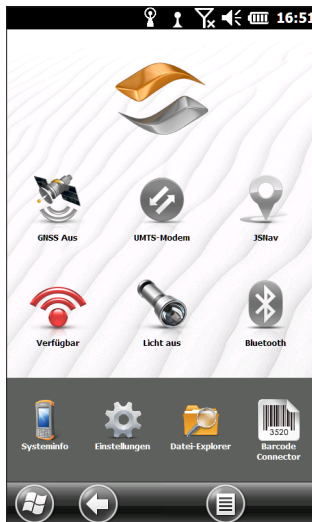 16:51
GNSS Aus UMTS-Modem JSNav
Verfügbar Licht aus Bluetooth
3520
Systeminfo Einstellungen Datei-Explorer Barcode
Connector